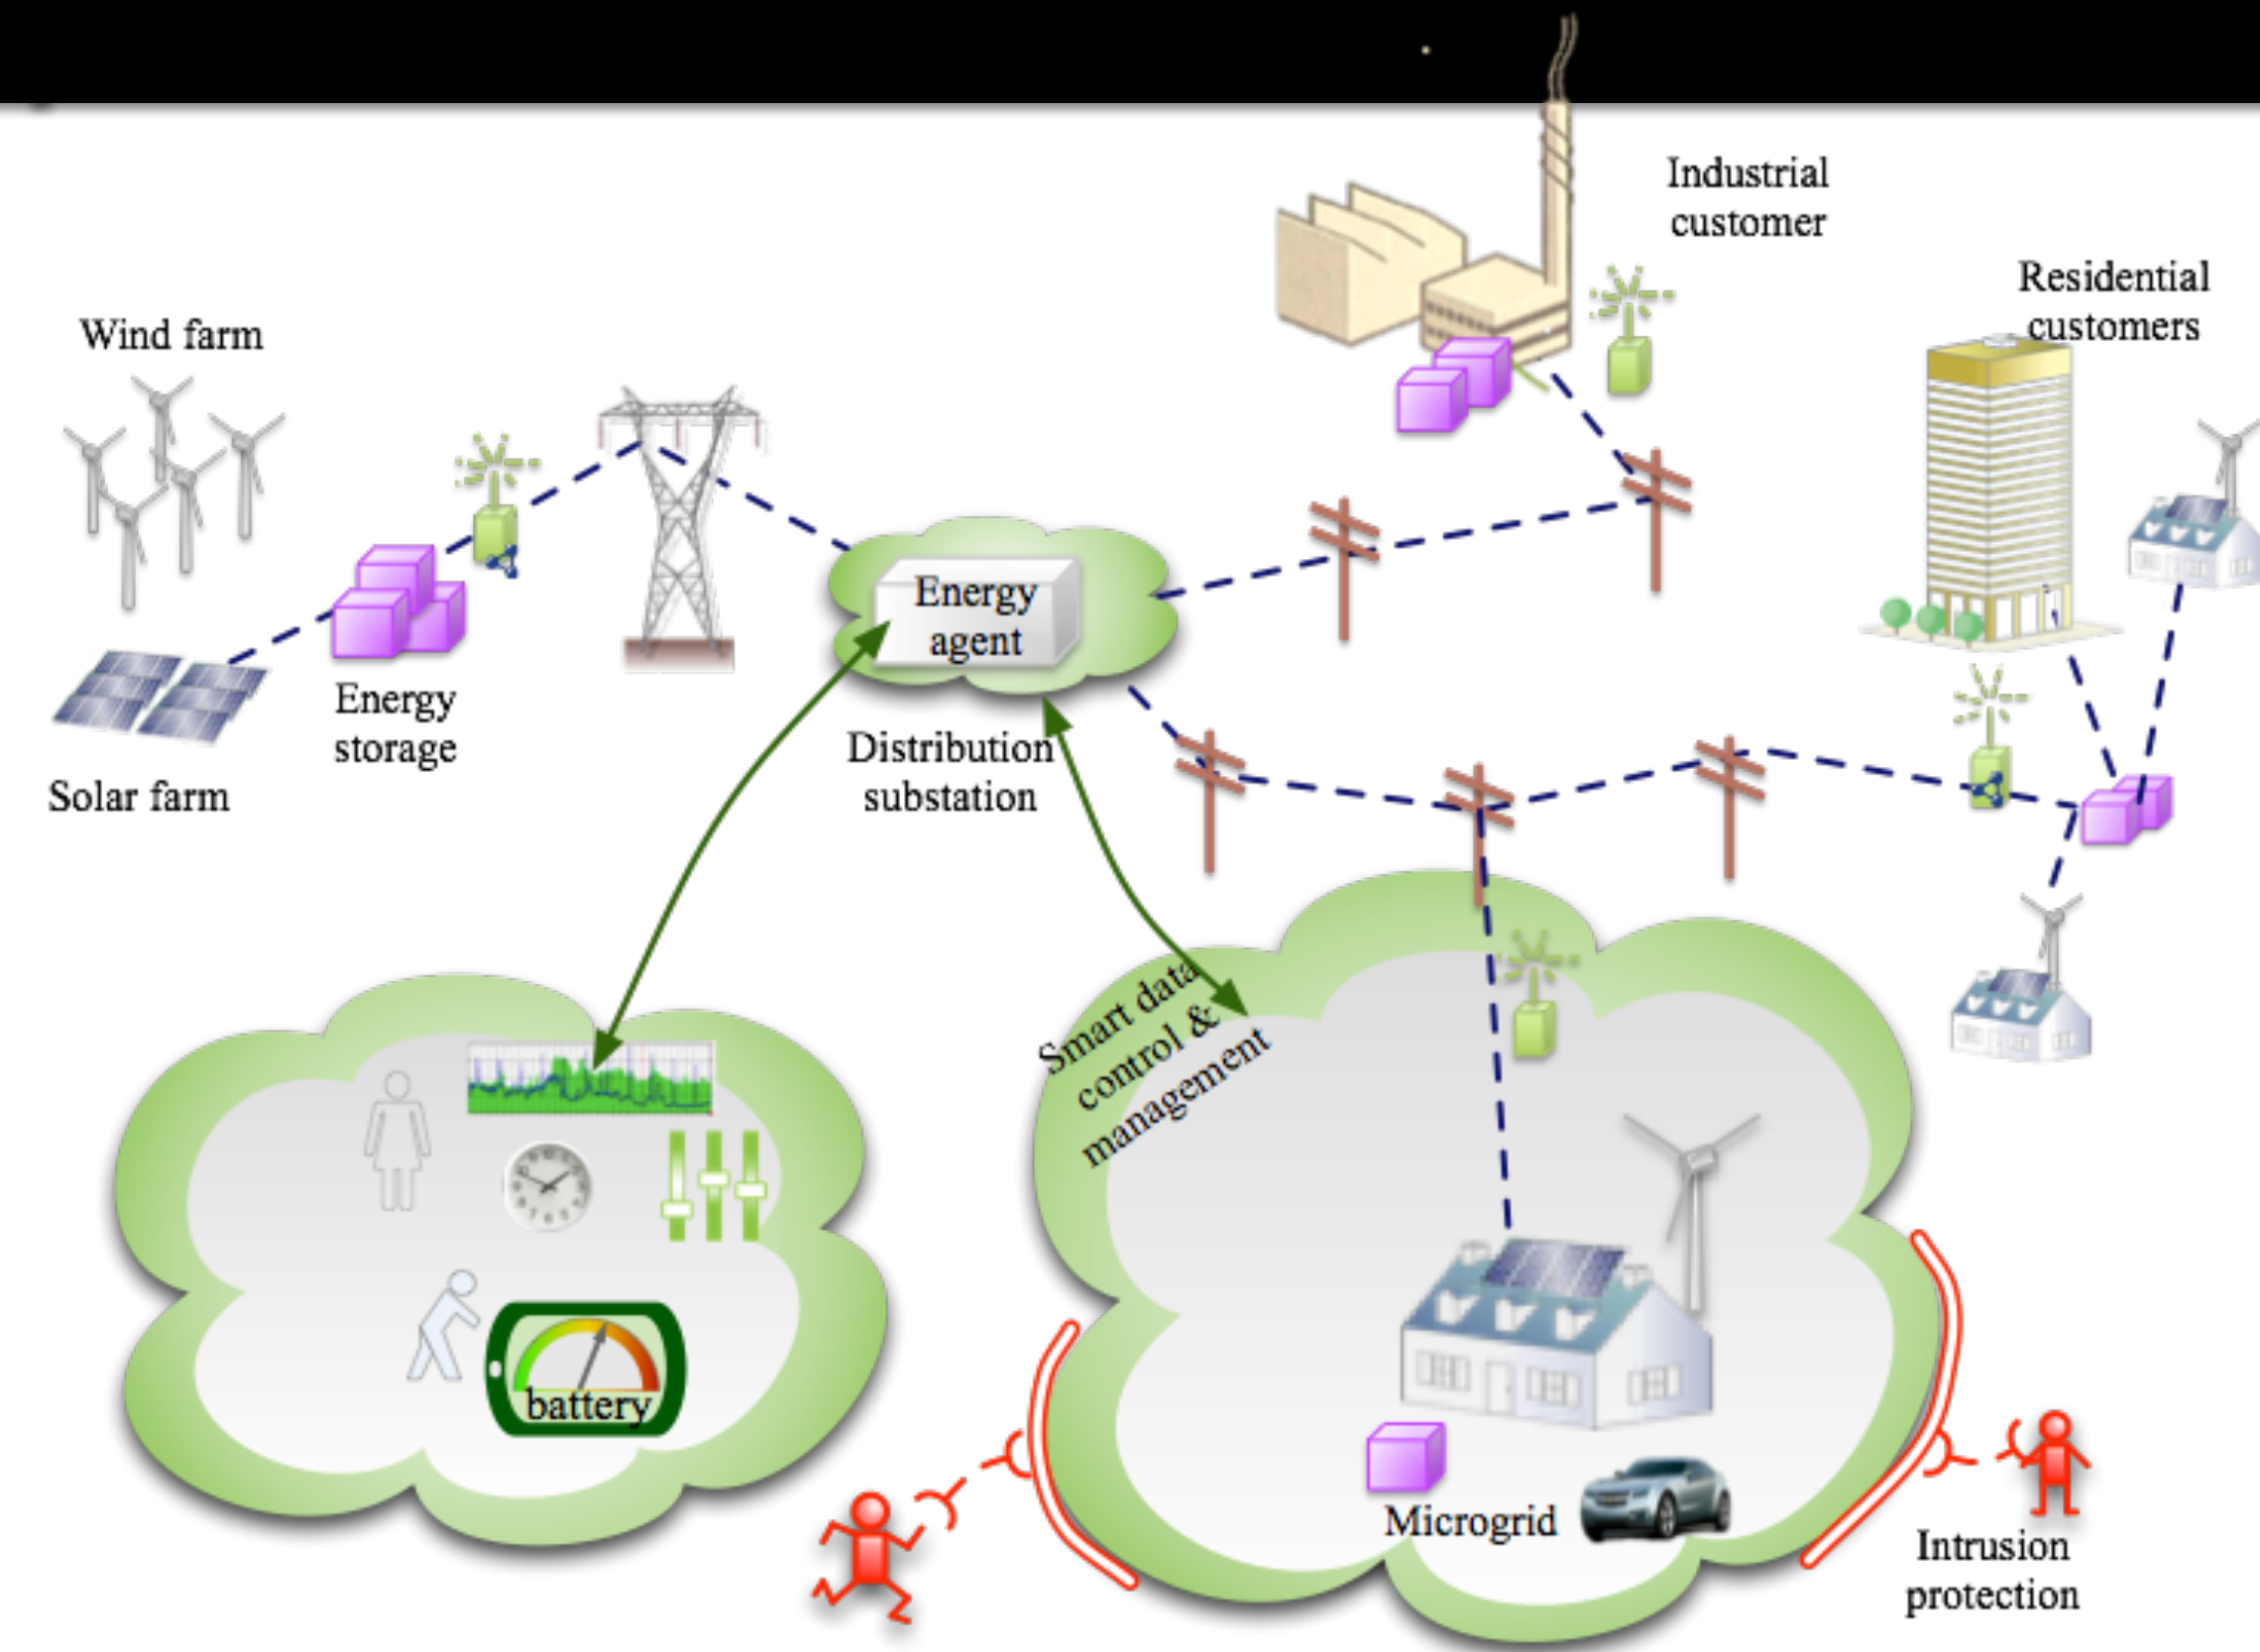 Industrial
customer
Residential
customers
Wind farm
Energy
agent
Energy
storage
Distribution
substation
Solar farm
Smart data
control &
management
battery
Microgrid
Intrusion
protection